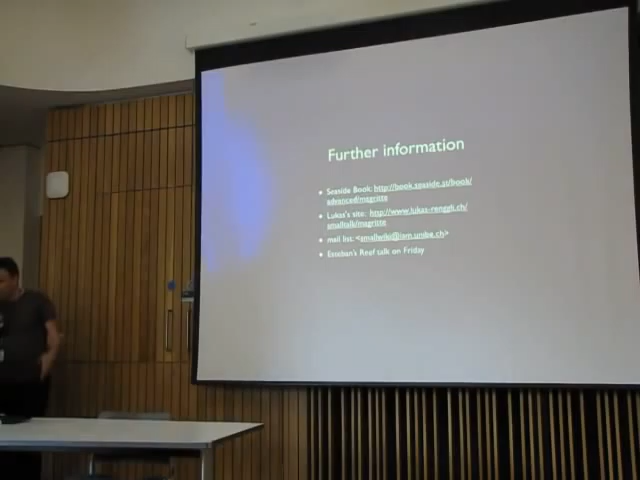 Further information
• Seaside Book: http://book.seaside.st/book/
advanced/magritte
• Lukas's site: http://www.lukas-renggli.ch/
smalltalk/magritte
• mail list: <smallwiki@iam.unibe.ch>
• Esteban's Reef talk on Friday